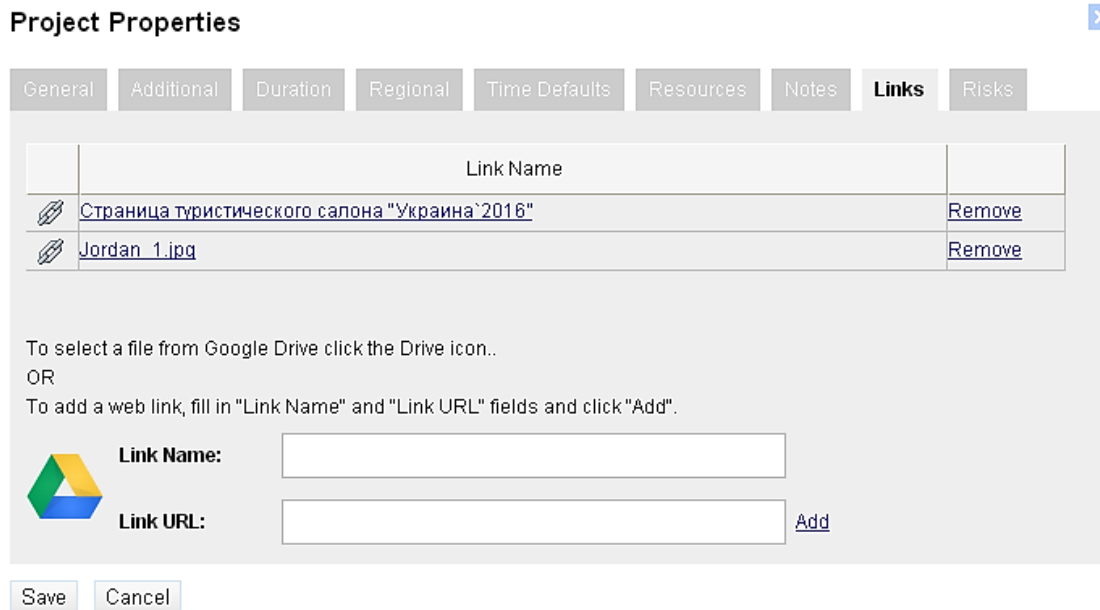 Project Properties
General Additional Duration Regional Time Defaults Resources Notes Links Risks
Link Name
Страница туристического салона "Украина`2016" Remove
Jordan_1.jpg Remove
To select a file from Google Drive click the Drive icon..
OR
To add a web link, fill in "Link Name" and "Link URL" fields and click "Add".
Link Name:
Link URL: Add
Save Cancel